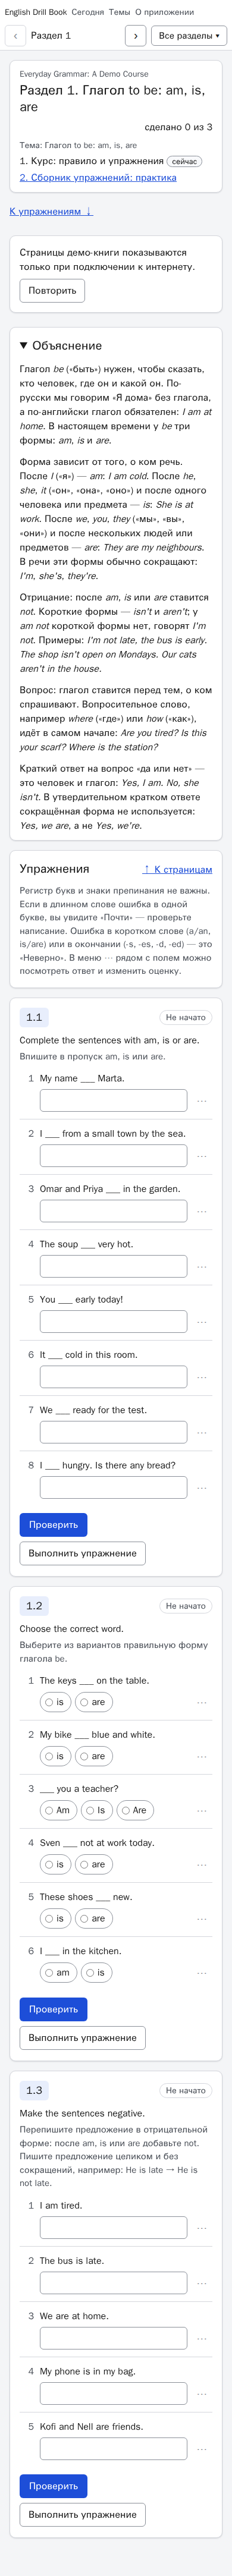 English Drill Book Сегодня Темы О приложении
‹ Раздел 1 › Все разделы ▾
Everyday Grammar: A Demo Course
Раздел 1. Глагол to be: am, is,
are
сделано 0 из 3
Тема: Глагол to be: am, is, are
1. Курс: правило и упражнения сейчас
2. Сборник упражнений: практика
К упражнениям ↓
Страницы демо-книги показываются
только при подключении к интернету.
Повторить
▼ Объяснение
Глагол be («быть») нужен, чтобы сказать,
кто человек, где он и какой он. По-
русски мы говорим «Я дома» без глагола,
а по-английски глагол обязателен: I am at
home. В настоящем времени у be три
формы: am, is и are.
Форма зависит от того, о ком речь.
После I («я») — am: I am cold. После he,
she, it («он», «она», «оно») и после одного
человека или предмета — is: She is at
work. После we, you, they («мы», «вы»,
«они») и после нескольких людей или
предметов — are: They are my neighbours.
В речи эти формы обычно сокращают:
I'm, she's, they're.
Отрицание: после am, is или are ставится
not. Короткие формы — isn't и aren't; у
am not короткой формы нет, говорят I'm
not. Примеры: I'm not late, the bus is early.
The shop isn't open on Mondays. Our cats
aren't in the house.
Вопрос: глагол ставится перед тем, о ком
спрашивают. Вопросительное слово,
например where («где») или how («как»),
идёт в самом начале: Are you tired? Is this
your scarf? Where is the station?
Краткий ответ на вопрос «да или нет» —
это человек и глагол: Yes, I am. No, she
isn't. В утвердительном кратком ответе
сокращённая форма не используется:
Yes, we are, а не Yes, we're.
Упражнения ↑ К страницам
Регистр букв и знаки препинания не важны.
Если в длинном слове ошибка в одной
букве, вы увидите «Почти» — проверьте
написание. Ошибка в коротком слове (a/an,
is/are) или в окончании (-s, -es, -d, -ed) — это
«Неверно». В меню ··· рядом с полем можно
посмотреть ответ и изменить оценку.
1.1 Не начато
Complete the sentences with am, is or are.
Впишите в пропуск am, is или are.
1 My name ___ Marta.
···
2 I ___ from a small town by the sea.
···
3 Omar and Priya ___ in the garden.
···
4 The soup ___ very hot.
···
5 You ___ early today!
···
6 It ___ cold in this room.
···
7 We ___ ready for the test.
···
8 I ___ hungry. Is there any bread?
···
Проверить
Выполнить упражнение
1.2 Не начато
Choose the correct word.
Выберите из вариантов правильную форму
глагола be.
1 The keys ___ on the table.
is are ···
2 My bike ___ blue and white.
is are ···
3 ___ you a teacher?
Am Is Are ···
4 Sven ___ not at work today.
is are ···
5 These shoes ___ new.
is are ···
6 I ___ in the kitchen.
am is ···
Проверить
Выполнить упражнение
1.3 Не начато
Make the sentences negative.
Перепишите предложение в отрицательной
форме: после am, is или are добавьте not.
Пишите предложение целиком и без
сокращений, например: He is late → He is
not late.
1 I am tired.
···
2 The bus is late.
···
3 We are at home.
···
4 My phone is in my bag.
···
5 Kofi and Nell are friends.
···
Проверить
Выполнить упражнение